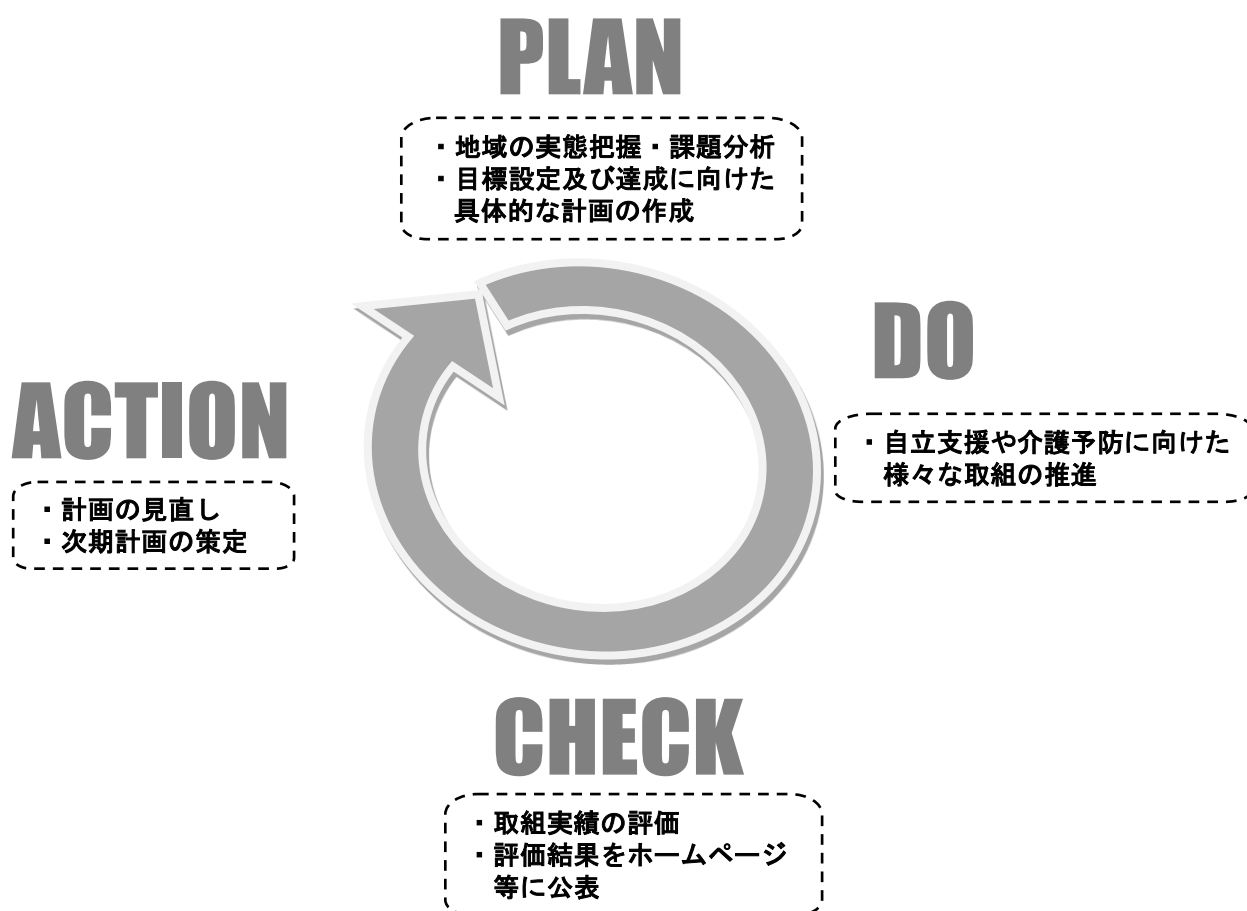 PLAN
・地域の実態把握・課題分析
・目標設定及び達成に向けた
具体的な計画の作成
DO
・自立支援や介護予防に向けた
様々な取組の推進
CHECK
・取組実績の評価
・評価結果をホームページ
等に公表
ACTION
・計画の見直し
・次期計画の策定